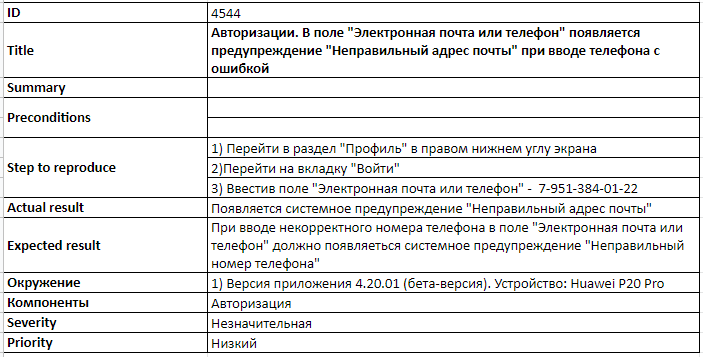 ID 4544
Авторизации. В поле "Электронная почта или телефон" появляется
Title предупреждение "Неправильный адрес почты" при вводе телефона с
ошибкой
Summary
Preconditions
1) Перейти в раздел "Профиль" в правом нижнем углу экрана
Step to reproduce 2)Перейти на вкладку "Войти"
3) Ввестив поле "Электронная почта или телефон" - 7-951-384-01-22
Actual result Появляется системное предупреждение "Неправильный адрес почты"
При вводе некорректного номера телефона в поле "Электронная почта или
Expected result телефон" должно появляеться системное предупреждение "Неправильный
номер телефона"
Окружение 1) Версия приложения 4.20.01 (бета-версия). Устройство: Huawei P20 Pro
Компоненты Авторизация
Severity Незначительная
Priority Низкий